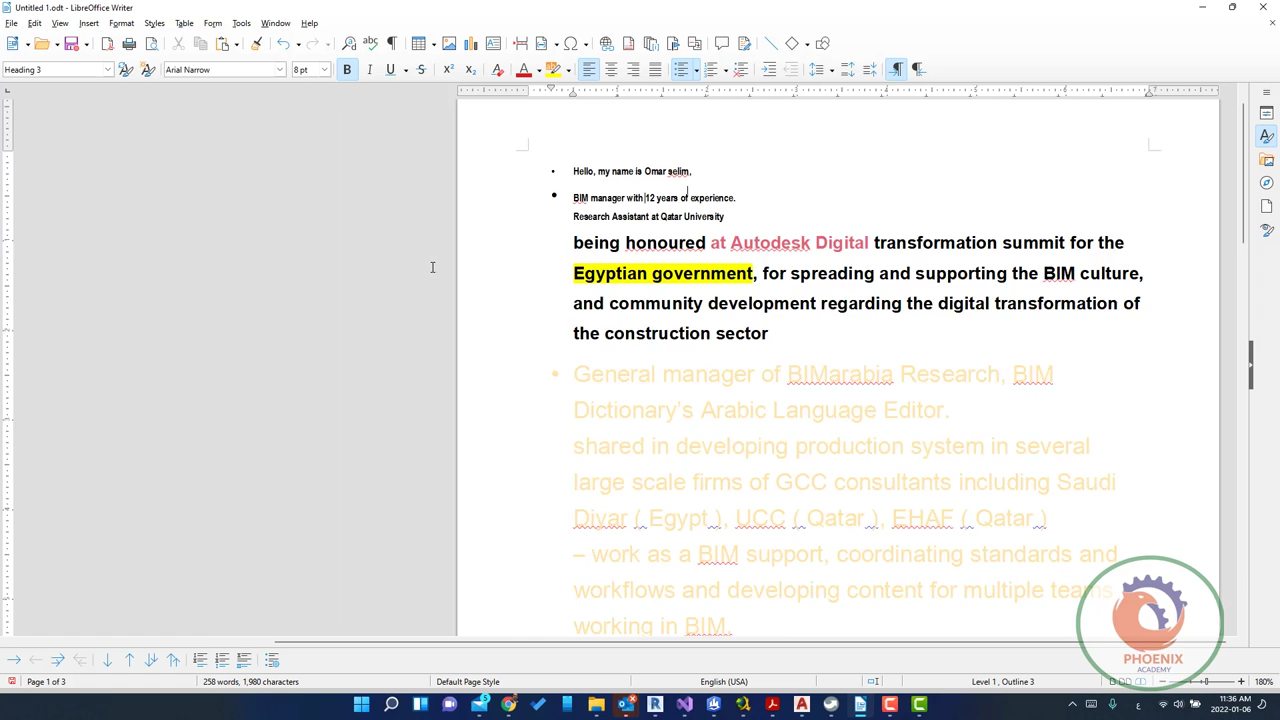 Untitled 1.odt - LibreOffice Writer
File Edit View Insert Format Styles Table Form Tools Window Help
Heading 3 Arial Narrow 8 pt
• Hello, my name is Omar selim,
• BIM manager with 12 years of experience.
Research Assistant at Qatar University
being honoured at Autodesk Digital transformation summit for the
Egyptian government, for spreading and supporting the BIM culture,
and community development regarding the digital transformation of
the construction sector
• General manager of BIMarabia Research, BIM
Dictionary’s Arabic Language Editor.
shared in developing production system in several
large scale firms of GCC consultants including Saudi
Diyar ( Egypt ), UCC ( Qatar ), EHAF ( Qatar )
– work as a BIM support, coordinating standards and
workflows and developing content for multiple teams
working in BIM.
PHOENIX
ACADEMY
Page 1 of 3 258 words, 1,980 characters Default Page Style English (USA) Level 1, Outline 3 180%
11:36 AM
2022-01-06